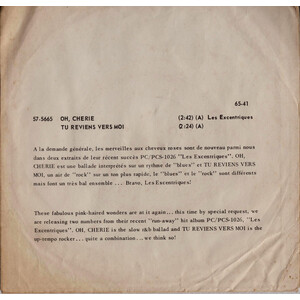 65-41
57-5665 OH, CHERIE (2:42) (A) Les Excentriques
TU REVIENS VERS MOI (2:24) (A)
A la demande générale, les merveilles aux cheveux roses sont de nouveau parmi nous
dans deux extraits de leur récent succès PC/PCS-1026 "Les Excentriques". OH,
CHERIE est une ballade interprétée sur un rythme de "blues" et TU REVIENS VERS
MOI, un air de "rock" sur un ton plus rapide, le "blues" et le "rock" sont différents
mais font un très bel ensemble ... Bravo, Les Excentriques!
These fabulous pink-haired wonders are at it again... this time by special request, we
are releasing two numbers from their recent "run-away" hit album PC/PCS-1026, "Les
Excentriques". OH, CHERIE is the slow r&b ballad and TU REVIENS VERS MOI is the
up-tempo rocker... quite a combination... we think so!